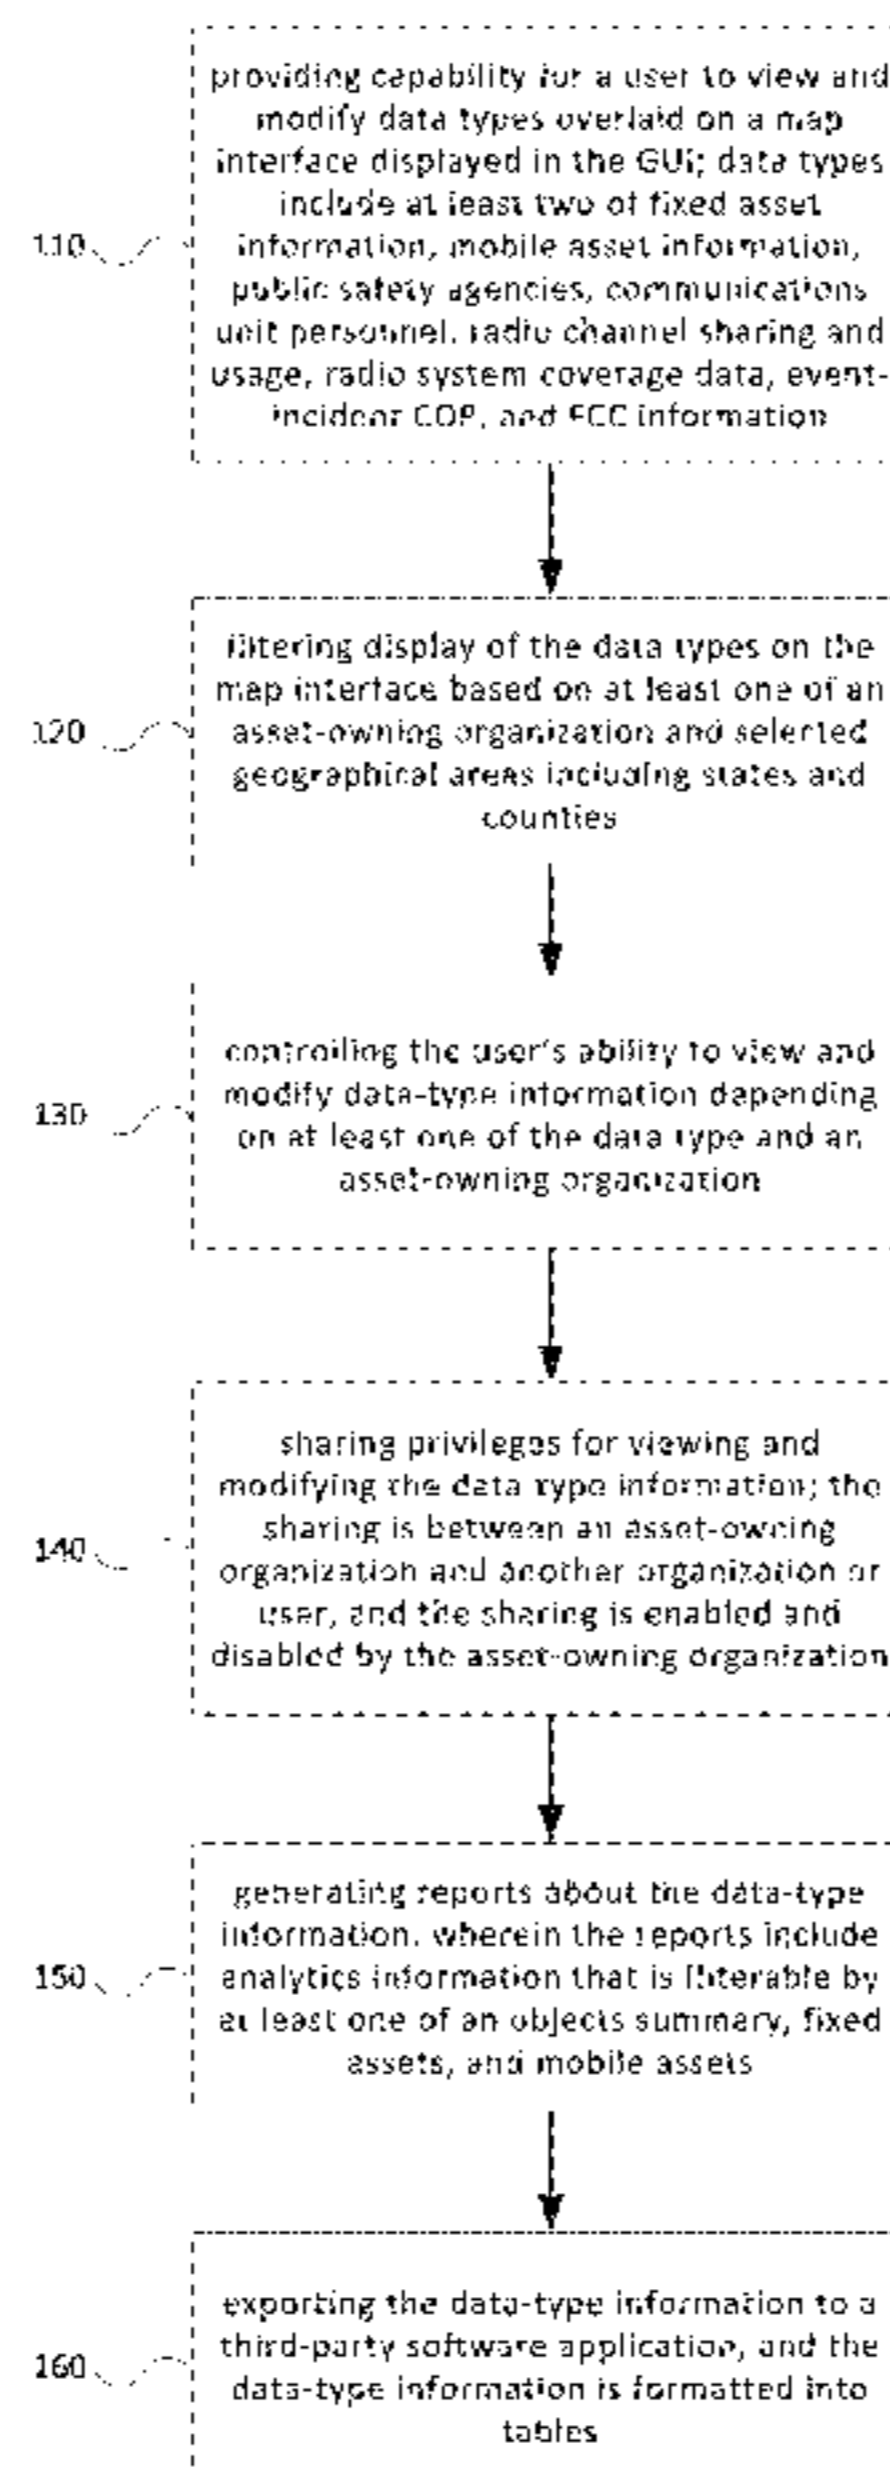 providing capability for a user to view and
modify data types overlaid on a map
interface displayed in the GUI; data types
include at least two of fixed asset
110
information, mobile asset information,
public safety agencies, communications
unit personnel, radio channel sharing and
usage, radio system coverage data, event-
incident COP, and FCC information
filtering display of the data types on the
map interface based on at least one of an
120
asset-owning organization and selected
geographical areas including states and
counties
controlling the user's ability to view and
modify data-type information depending
130
on at least one of the data type and an
asset-owning organization
sharing privileges for viewing and
modifying the data type information; the
sharing is between an asset-owning
140
organization and another organization or
user, and the sharing is enabled and
disabled by the asset-owning organization
generating reports about the data-type
information, wherein the reports include
150
analytics information that is filterable by
at least one of an objects summary, fixed
assets, and mobile assets
exporting the data-type information to a
third-party software application, and the
160
data-type information is formatted into
tables